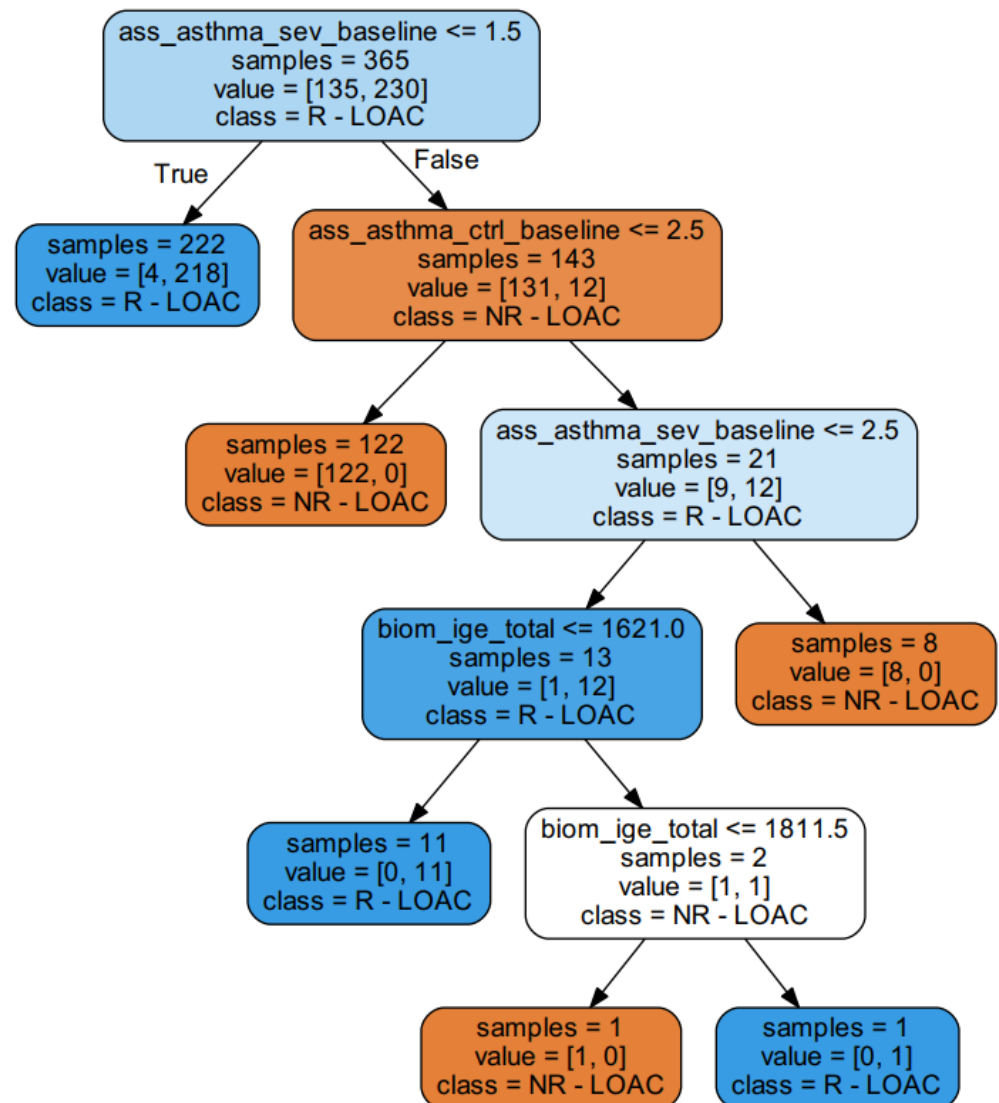 ass_asthma_sev_baseline <= 1.5
samples = 365
value = [135, 230]
class = R - LOAC
True
False
samples = 222
value = [4, 218]
class = R - LOAC
ass_asthma_ctrl_baseline <= 2.5
samples = 143
value = [131, 12]
class = NR - LOAC
samples = 122
value = [122, 0]
class = NR - LOAC
ass_asthma_sev_baseline <= 2.5
samples = 21
value = [9, 12]
class = R - LOAC
biom_ige_total <= 1621.0
samples = 13
value = [1, 12]
class = R - LOAC
samples = 8
value = [8, 0]
class = NR - LOAC
samples = 11
value = [0, 11]
class = R - LOAC
biom_ige_total <= 1811.5
samples = 2
value = [1, 1]
class = NR - LOAC
samples = 1
value = [1, 0]
class = NR - LOAC
samples = 1
value = [0, 1]
class = R - LOAC